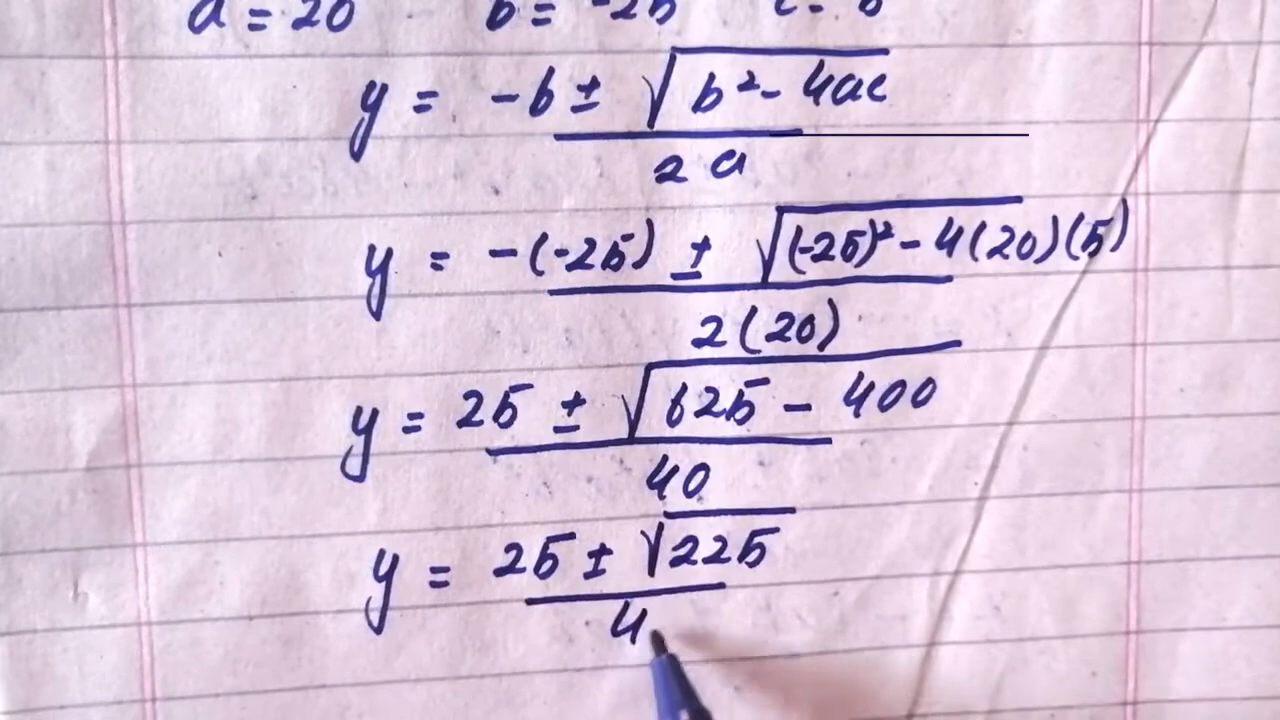 a = 20 b = -25 c = 5
y = -b ± √(b² - 4ac)
2a
y = -(-25) ± √((-25)² - 4(20)(5))
2(20)
y = 25 ± √(625 - 400)
40
y = 25 ± √225
4